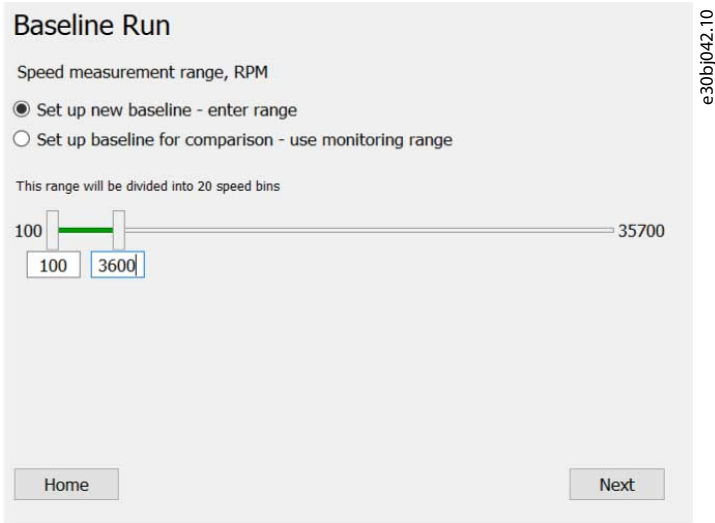 Baseline Run
Speed measurement range, RPM
Set up new baseline - enter range
Set up baseline for comparison - use monitoring range
This range will be divided into 20 speed bins
100 35700
100 3600
Home Next
e30bj042.10